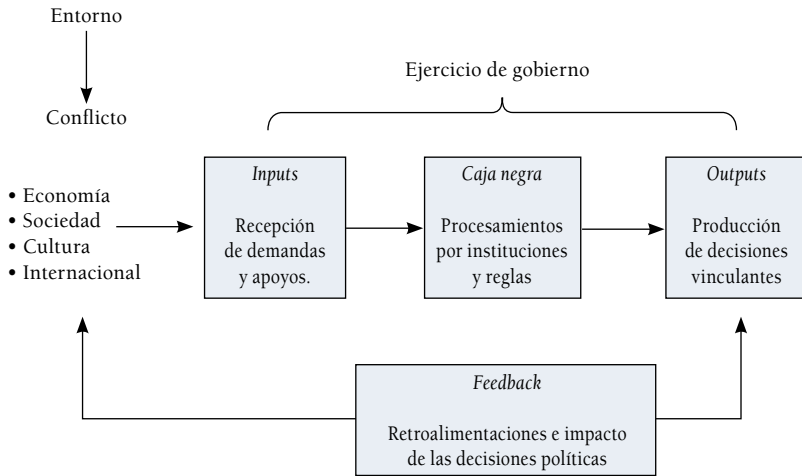 Entorno
Ejercicio de gobierno
Conflicto
• Economía
• Sociedad
• Cultura
• Internacional
Inputs
Recepción
de demandas
y apoyos.
Caja negra
Procesamientos
por instituciones
y reglas
Outputs
Producción
de decisiones
vinculantes
Feedback
Retroalimentaciones e impacto
de las decisiones políticas